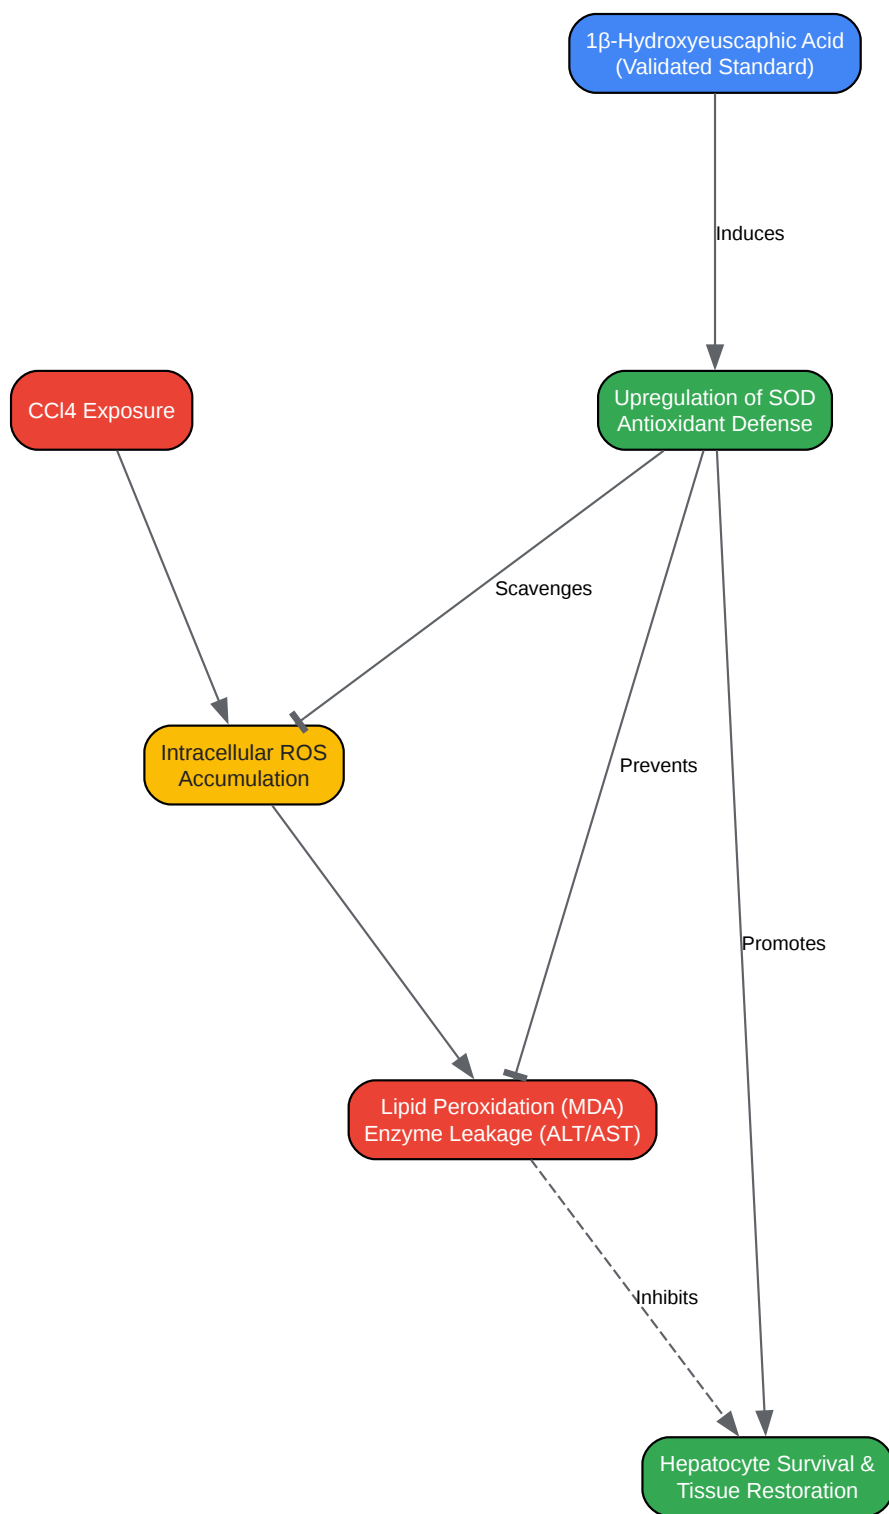 1β-Hydroxyeuscaphic Acid
(Validated Standard)
Induces
CCl4 Exposure
Upregulation of SOD
Antioxidant Defense
Scavenges
Intracellular ROS
Accumulation
Prevents
Promotes
Lipid Peroxidation (MDA)
Enzyme Leakage (ALT/AST)
Inhibits
Hepatocyte Survival &
Tissue Restoration